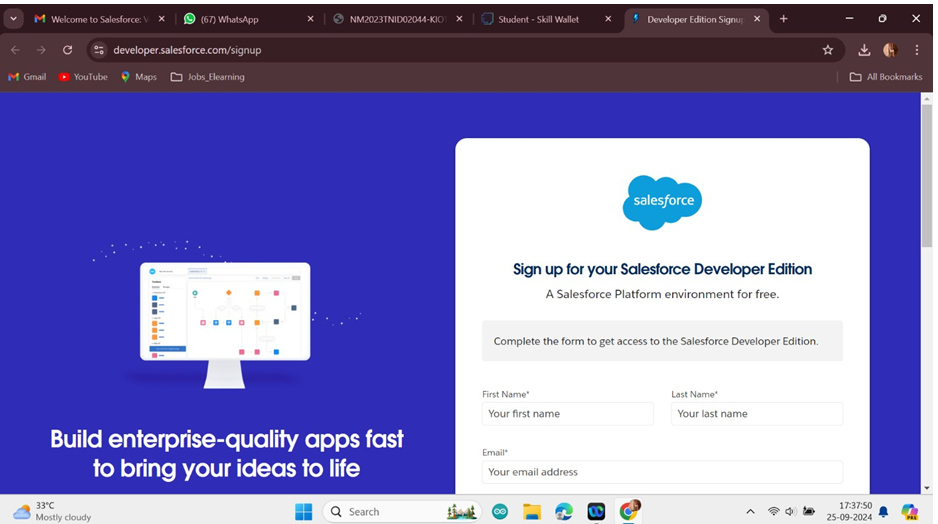 Welcome to Salesforce: V
(67) WhatsApp
NM2023TNID02044-KIO
Student - Skill Wallet
Developer Edition Signup
developer.salesforce.com/signup
Gmail
YouTube
Maps
Jobs_Elearning
All Bookmarks
salesforce
Sign up for your Salesforce Developer Edition
A Salesforce Platform environment for free.
Complete the form to get access to the Salesforce Developer Edition.
First Name*
Last Name*
Your first name
Your last name
Email*
Your email address
Build enterprise-quality apps fast
to bring your ideas to life
33°C
Mostly cloudy
Search
17:37:50
25-09-2024